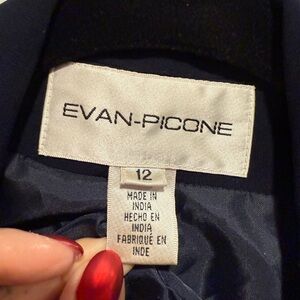 EVAN-PICONE
12
MADE IN
INDIA
HECHO EN
INDIA
FABRIQUÉ EN
INDE